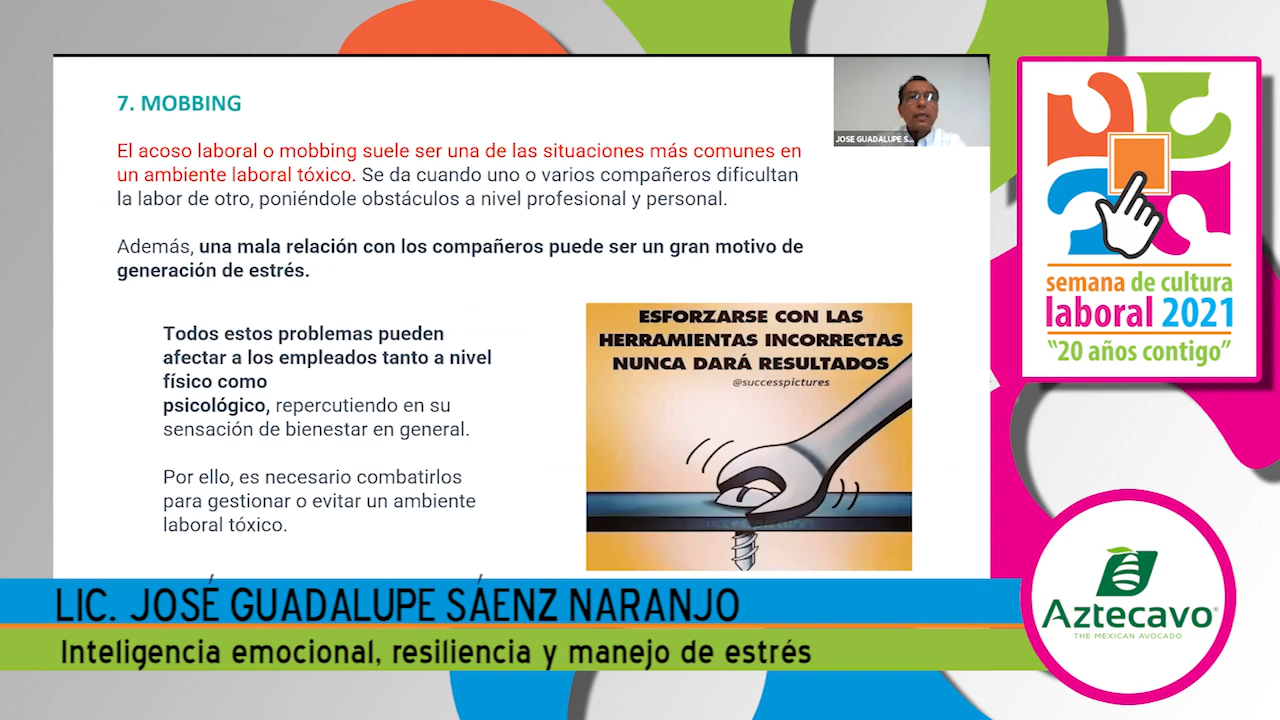 7. MOBBING
El acoso laboral o mobbing suele ser una de las situaciones más comunes en
un ambiente laboral tóxico. Se da cuando uno o varios compañeros dificultan
la labor de otro, poniéndole obstáculos a nivel profesional y personal.
Además, una mala relación con los compañeros puede ser un gran motivo de
generación de estrés.
Todos estos problemas pueden
afectar a los empleados tanto a nivel
físico como
psicológico, repercutiendo en su
sensación de bienestar en general.
Por ello, es necesario combatirlos
para gestionar o evitar un ambiente
laboral tóxico.
ESFORZARSE CON LAS
HERRAMIENTAS INCORRECTAS
NUNCA DARÁ RESULTADOS
@successpictures
successpictures
JOSE GUADALUPE S...
semana de cultura
laboral 2021
"20 años contigo"
Aztecavo®
THE MEXICAN AVOCADO
LIC. JOSÉ GUADALUPE SÁENZ NARANJO
Inteligencia emocional, resiliencia y manejo de estrés